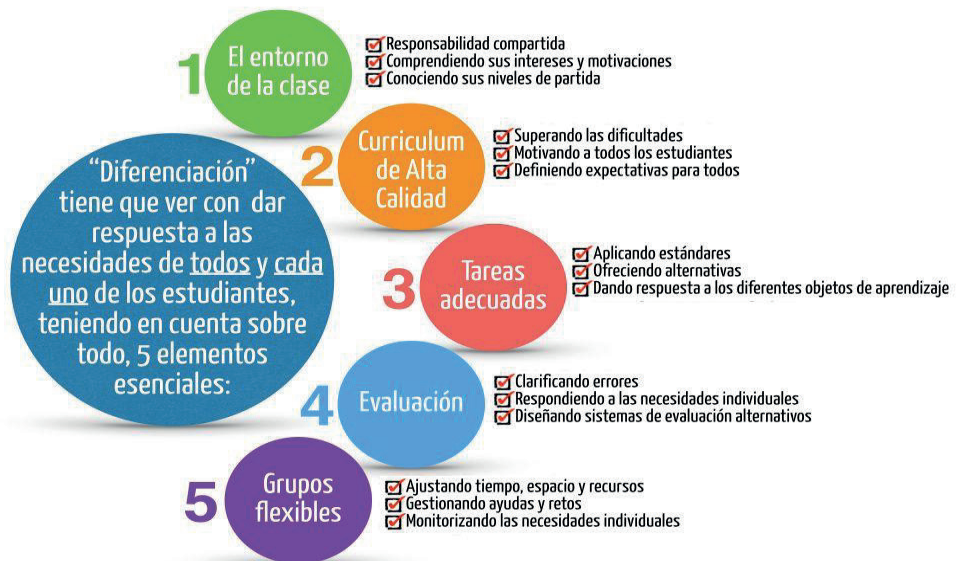 1
El entorno
de la clase
Responsabilidad compartida
Comprendiendo sus intereses y motivaciones
Conociendo sus niveles de partida
"Diferenciación"
tiene que ver con dar
respuesta a las
necesidades de todos y cada
uno de los estudiantes,
teniendo en cuenta sobre
todo, 5 elementos
esenciales:
2
Curriculum
de Alta
Calidad
Superando las dificultades
Motivando a todos los estudiantes
Definiendo expectativas para todos
3
Tareas
adecuadas
Aplicando estándares
Ofreciendo alternativas
Dando respuesta a los diferentes objetos de aprendizaje
4
Evaluación
Clarificando errores
Respondiendo a las necesidades individuales
Diseñando sistemas de evaluación alternativos
5
Grupos
flexibles
Ajustando tiempo, espacio y recursos
Gestionando ayudas y retos
Monitorizando las necesidades individuales